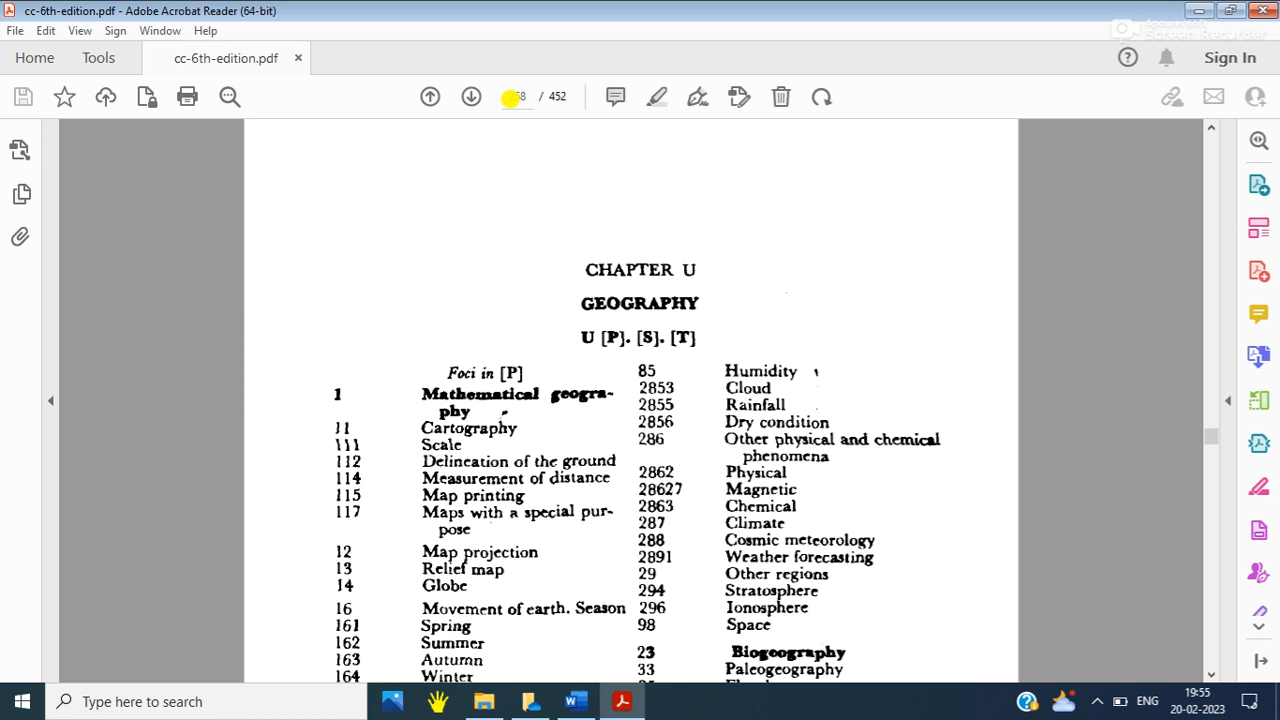 cc-6th-edition.pdf - Adobe Acrobat Reader (64-bit)
File Edit View Sign Window Help
Screen Recorder
Home Tools cc-6th-edition.pdf × Sign In
/ 452
CHAPTER U
GEOGRAPHY
U [P]. [S]. [T]
Foci in [P]
1 Mathematical geogra-
phy
11 Cartography
111 Scale
112 Delineation of the ground
114 Measurement of distance
115 Map printing
117 Maps with a special pur-
pose
12 Map projection
13 Relief map
14 Globe
16 Movement of earth. Season
161 Spring
162 Summer
163 Autumn
164 Winter
85 Humidity
2853 Cloud
2855 Rainfall
2856 Dry condition
286 Other physical and chemical
phenomena
2862 Physical
28627 Magnetic
2863 Chemical
287 Climate
288 Cosmic meteorology
2891 Weather forecasting
29 Other regions
294 Stratosphere
296 Ionosphere
98 Space
23 Biogeography
33 Paleogeography
Type here to search
ENG
19:55
20-02-2023